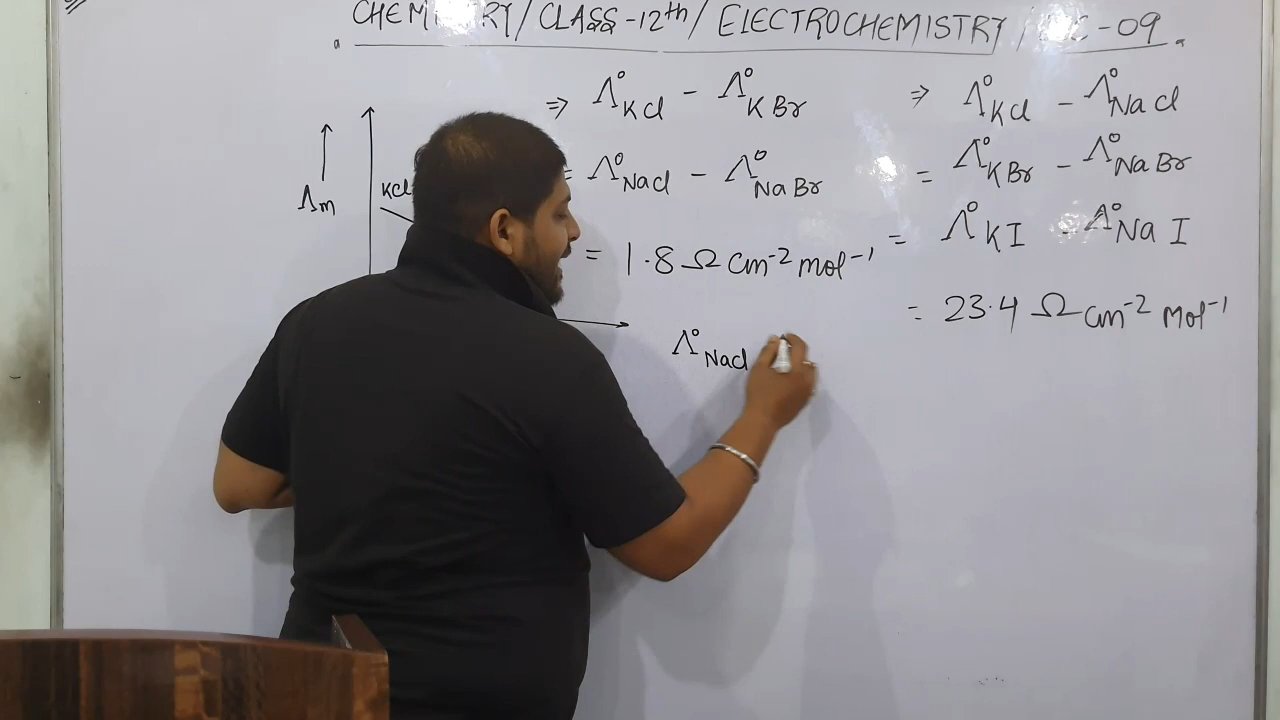 CHEMISTRY/CLASS-12th/ELECTROCHEMISTRY/ -09
⇒ Λ°KCl - Λ°KBr
= Λ°NaCl - Λ°NaBr
= 1.8 Ω cm⁻² mol⁻¹
⇒ Λ°KCl - Λ°NaCl
= Λ°KBr - Λ°NaBr
= Λ°KI - Λ°NaI
= 23.4 Ω cm⁻² mol⁻¹
Λm
KCl
Λ°NaCl